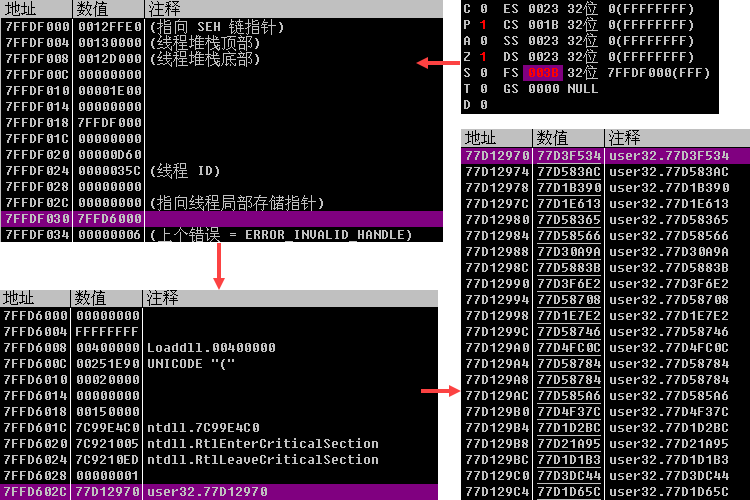 地址 数值 注释
7FFDF000 0012FFE0 (指向 SEH 链指针)
7FFDF004 00130000 (线程堆栈顶部)
7FFDF008 0012D000 (线程堆栈底部)
7FFDF00C 00000000
7FFDF010 00001E00
7FFDF014 00000000
7FFDF018 7FFDF000
7FFDF01C 00000000
7FFDF020 00000D60
7FFDF024 0000035C (线程 ID)
7FFDF028 00000000
7FFDF02C 00000000 (指向线程局部存储指针)
7FFDF030 7FFD6000
7FFDF034 00000006 (上个错误 = ERROR_INVALID_HANDLE)
C 0 ES 0023 32位 0(FFFFFFFF)
P 1 CS 001B 32位 0(FFFFFFFF)
A 0 SS 0023 32位 0(FFFFFFFF)
Z 1 DS 0023 32位 0(FFFFFFFF)
S 0 FS 003B 32位 7FFDF000(FFF)
T 0 GS 0000 NULL
D 0
地址 数值 注释
7FFD6000 00000000
7FFD6004 FFFFFFFF
7FFD6008 00400000 Loaddll.00400000
7FFD600C 00251E90 UNICODE "("
7FFD6010 00020000
7FFD6014 00000000
7FFD6018 00150000
7FFD601C 7C99E4C0 ntdll.7C99E4C0
7FFD6020 7C921005 ntdll.RtlEnterCriticalSection
7FFD6024 7C9210ED ntdll.RtlLeaveCriticalSection
7FFD6028 00000001
7FFD602C 77D12970 user32.77D12970
地址 数值 注释
77D12970 77D3F534 user32.77D3F534
77D12974 77D583AC user32.77D583AC
77D12978 77D1B390 user32.77D1B390
77D1297C 77D1E613 user32.77D1E613
77D12980 77D58365 user32.77D58365
77D12984 77D58566 user32.77D58566
77D12988 77D30A9A user32.77D30A9A
77D1298C 77D5883B user32.77D5883B
77D12990 77D3F6E2 user32.77D3F6E2
77D12994 77D58708 user32.77D58708
77D12998 77D1E7E2 user32.77D1E7E2
77D1299C 77D58746 user32.77D58746
77D129A0 77D4FC0C user32.77D4FC0C
77D129A4 77D58784 user32.77D58784
77D129A8 77D58784 user32.77D58784
77D129AC 77D585A6 user32.77D585A6
77D129B0 77D4F37C user32.77D4F37C
77D129B4 77D1D2BC user32.77D1D2BC
77D129B8 77D21A95 user32.77D21A95
77D129BC 77D1D1B3 user32.77D1D1B3
77D129C0 77D3DC44 user32.77D3DC44
77D129C4 77D1D65C user32.77D1D65C